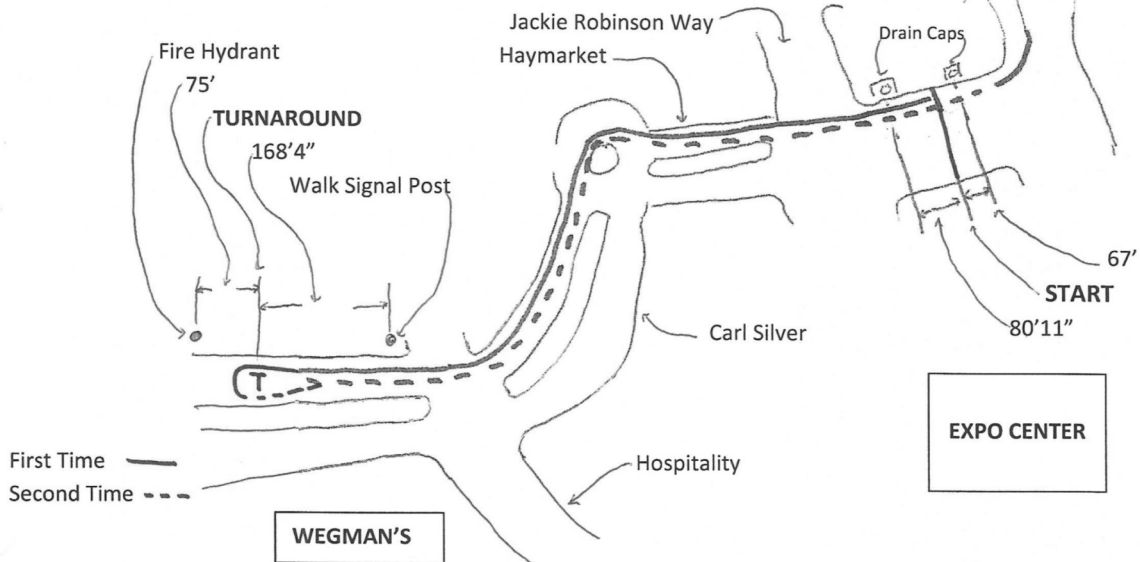 Jackie Robinson Way
Haymarket
Drain Caps
Fire Hydrant
75’
TURNAROUND
168’4”
Walk Signal Post
67’
START
80’11”
Carl Silver
T
EXPO CENTER
First Time
Second Time
Hospitality
WEGMAN’S